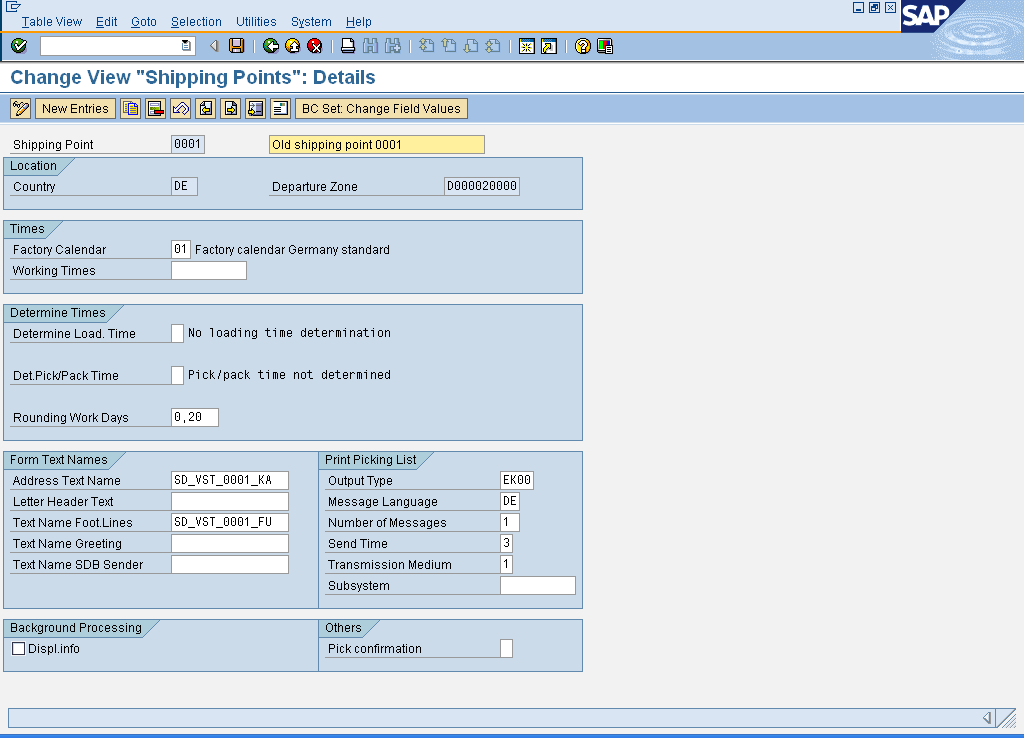 Table View Edit Goto Selection Utilities System Help
SAP
Change View "Shipping Points": Details
New Entries BC Set: Change Field Values
Shipping Point 0001 Old shipping point 0001
Location
Country DE Departure Zone D000020000
Times
Factory Calendar 01 Factory calendar Germany standard
Working Times
Determine Times
Determine Load. Time No loading time determination
Det.Pick/Pack Time Pick/pack time not determined
Rounding Work Days 0,20
Form Text Names Print Picking List
Address Text Name SD_VST_0001_KA Output Type EK00
Letter Header Text Message Language DE
Text Name Foot.Lines SD_VST_0001_FU Number of Messages 1
Text Name Greeting Send Time 3
Text Name SDB Sender Transmission Medium 1
Subsystem
Background Processing Others
Displ.info Pick confirmation